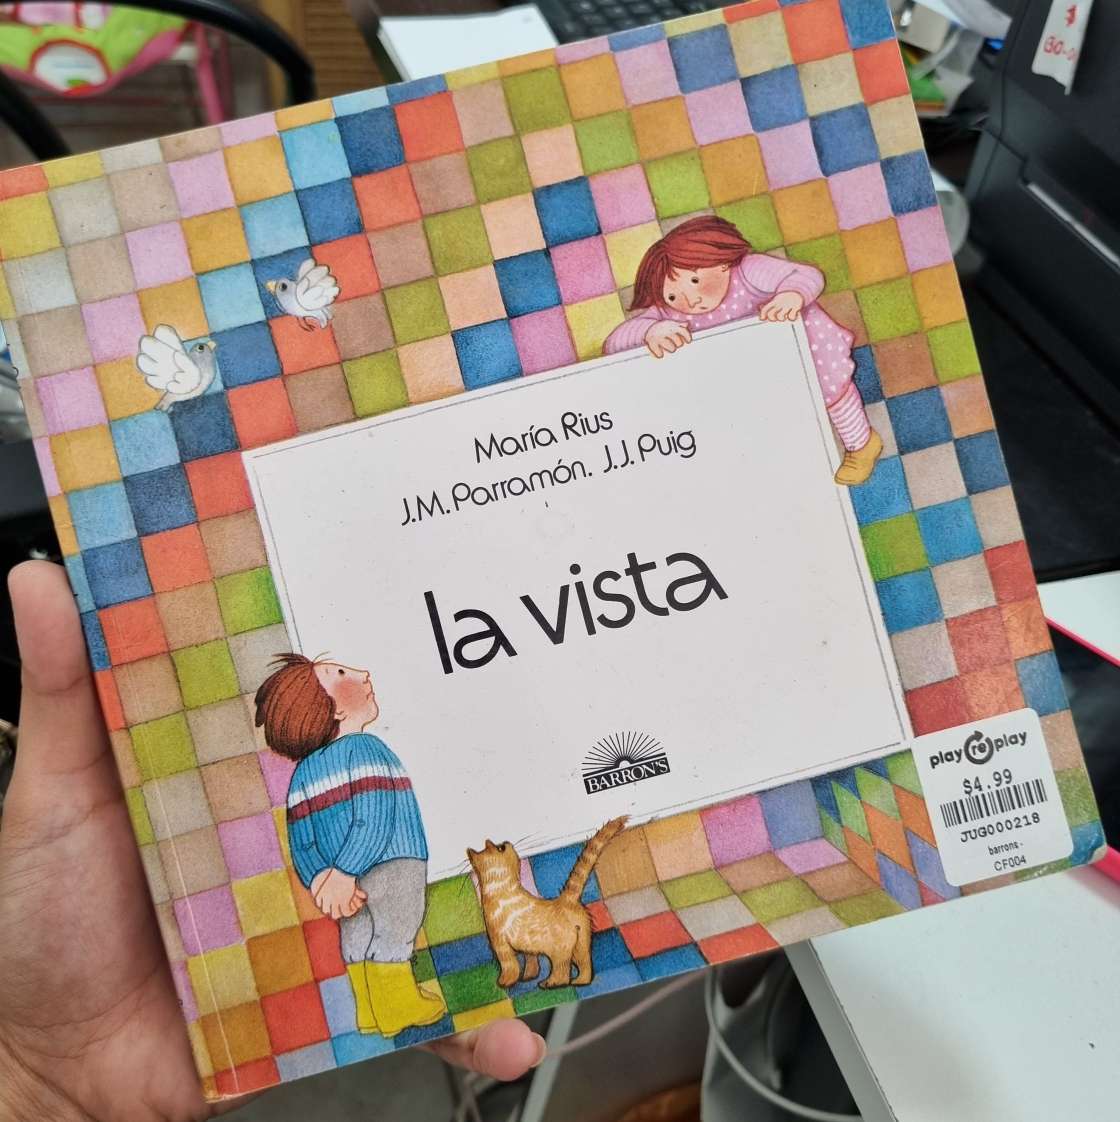 María Rius
J.M. Parramón. J.J. Puig
la vista
BARRON'S
play re play
$4.99
JUG000218
barrons -
CF004